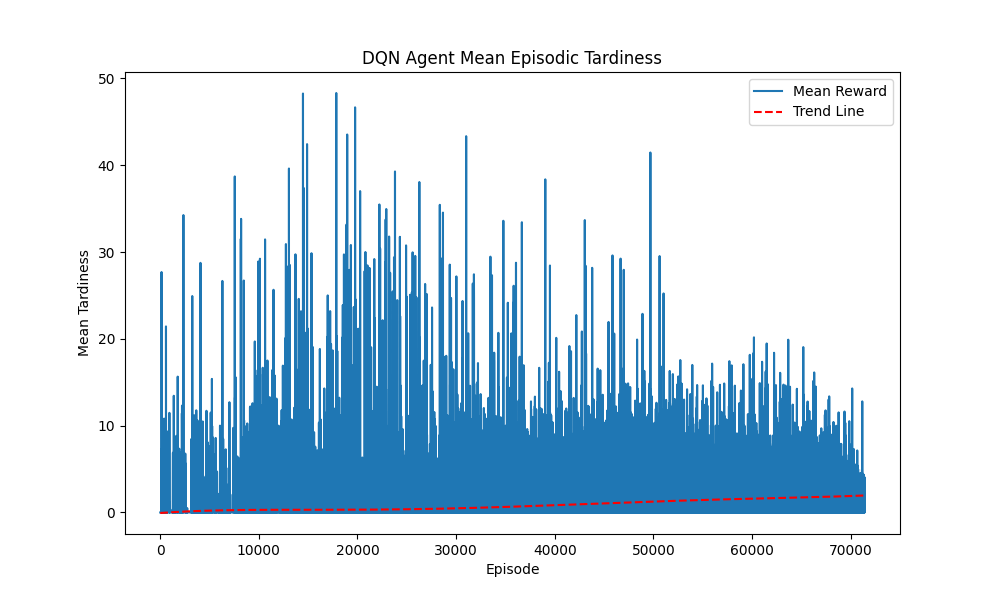 DQN Agent Mean Episodic Tardiness
Mean Reward
Trend Line
Mean Tardiness
50
40
30
20
10
0
0 10000 20000 30000 40000 50000 60000 70000
Episode